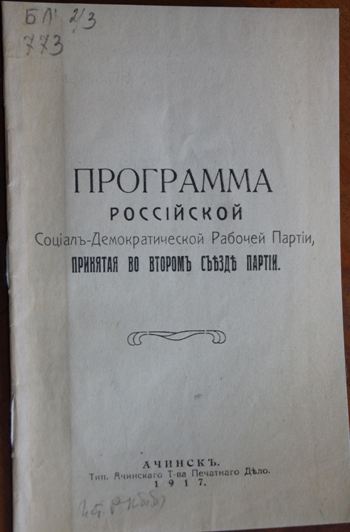 БЛ 2/3
773
ПРОГРАММА
РОССІЙСКОЙ
Соціалъ-Демократической Рабочей Партіи,
ПРИНЯТАЯ ВО ВТОРОМЪ СЪѢЗДѢ ПАРТІИ.
АЧИНСКЪ.
Тип. Ачинскаго Т-ва Печатнаго Дѣло.
1917.